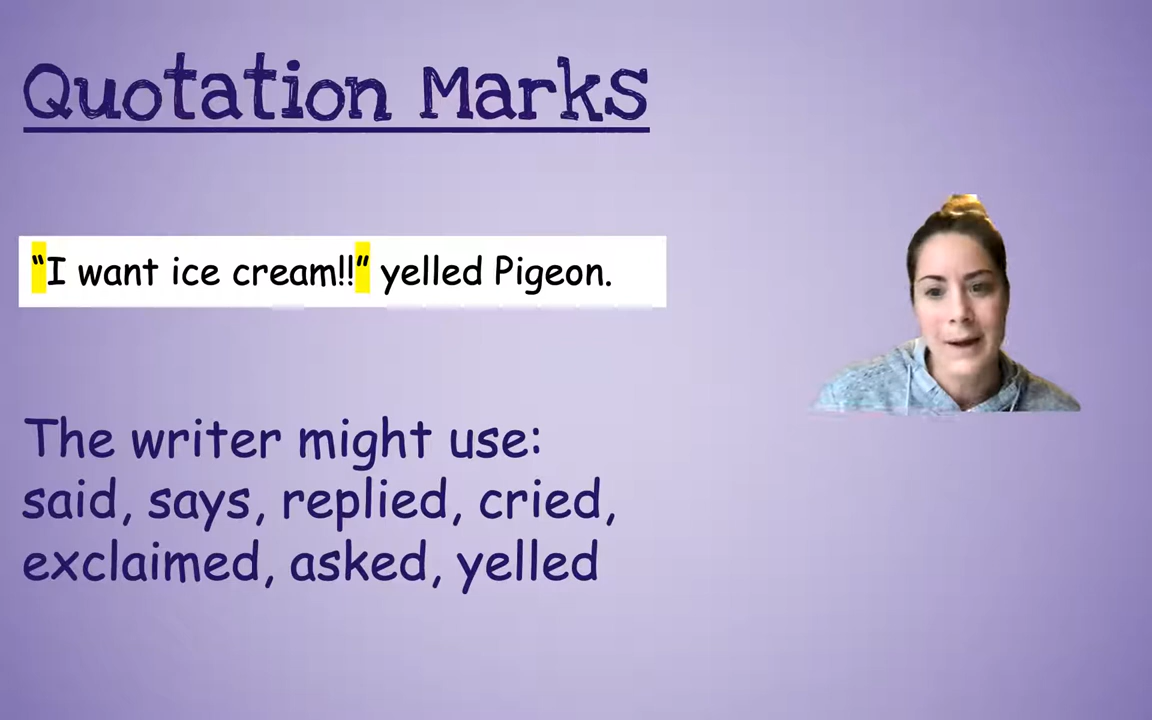 Quotation Marks
“I want ice cream!!” yelled Pigeon.
The writer might use:
said, says, replied, cried,
exclaimed, asked, yelled